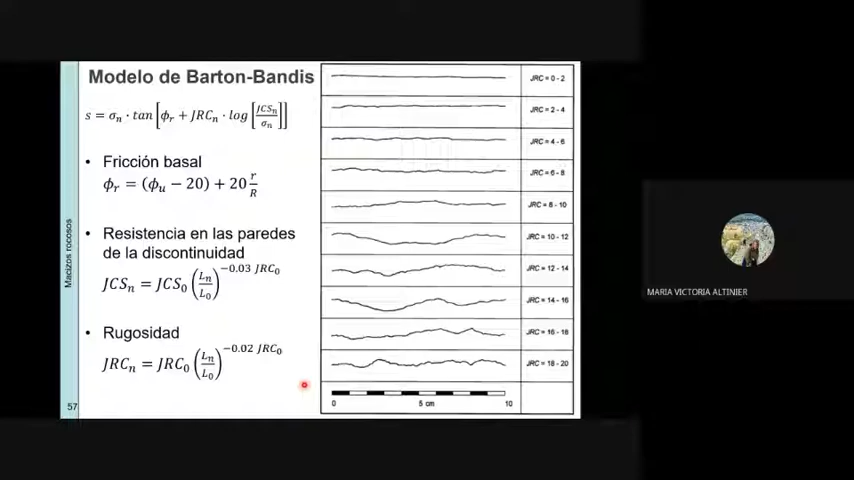 Modelo de Barton-Bandis
s = σₙ · tan [ϕᵣ + JRCₙ · log [JCSₙ/σₙ]]
• Fricción basal
ϕᵣ = (ϕᵤ − 20) + 20 r/R
• Resistencia en las paredes
de la discontinuidad
JCSₙ = JCS₀ (Lₙ/L₀)^−0.03 JRC₀
• Rugosidad
JRCₙ = JRC₀ (Lₙ/L₀)^−0.02 JRC₀
Macizos rocosos
57
JRC = 0 - 2
JRC = 2 - 4
JRC = 4 - 6
JRC = 6 - 8
JRC = 8 - 10
JRC = 10 - 12
JRC = 12 - 14
JRC = 14 - 16
JRC = 16 - 18
JRC = 18 - 20
0 5 cm 10
MARIA VICTORIA ALTINIER